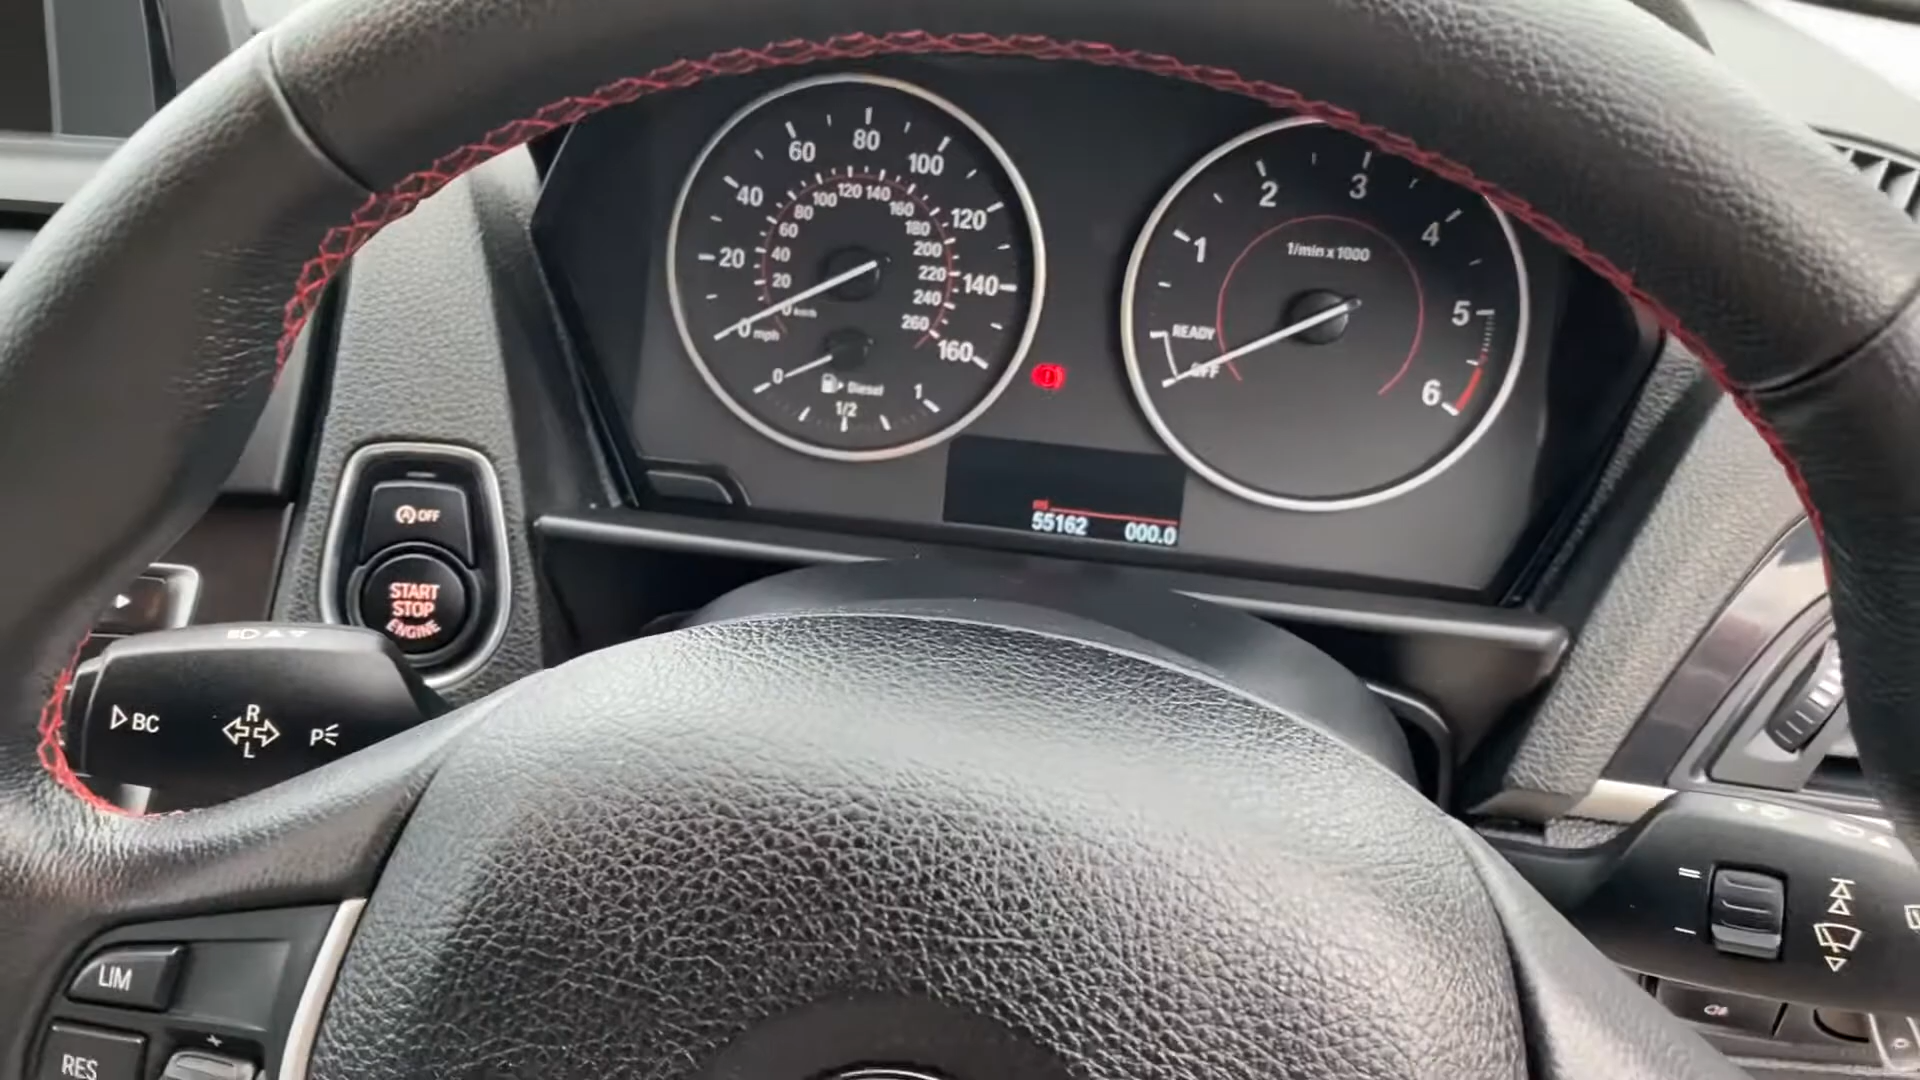 20
40
60
80
100
120
140
160
0 mph
0 km/h
20
40
60
80
100
120
140
160
180
200
220
240
260
0
Diesel
1/2
1
1
2
3
4
5
6
1/min x 1000
READY
OFF
mi
55162 000.0
A OFF
START
STOP
ENGINE
BC
R
L
P
LIM
RES
+